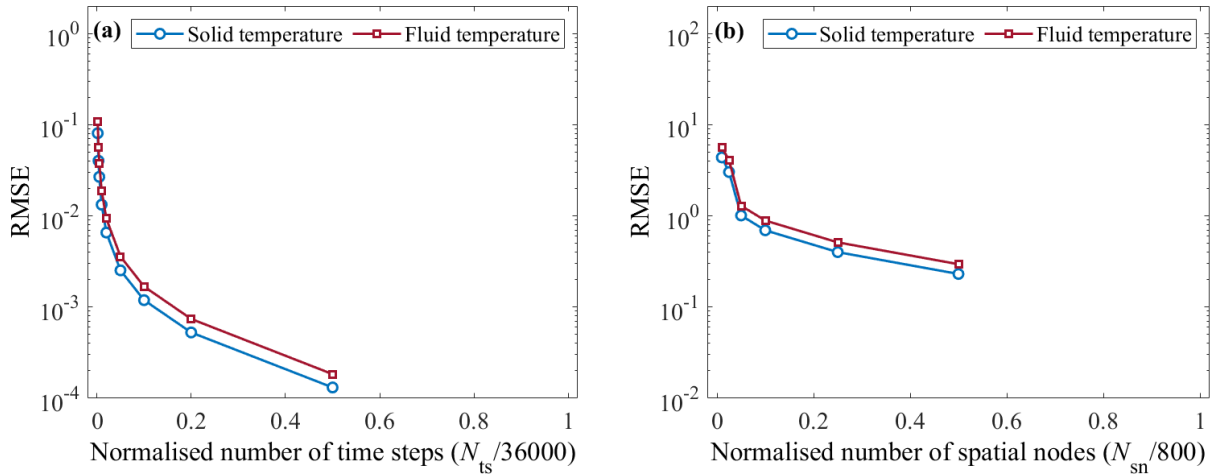 (a)
Solid temperature
Fluid temperature
RMSE
10^0
10^-1
10^-2
10^-3
10^-4
0 0.2 0.4 0.6 0.8 1
Normalised number of time steps (N_ts/36000)
(b)
Solid temperature
Fluid temperature
RMSE
10^2
10^1
10^0
10^-1
10^-2
0 0.2 0.4 0.6 0.8 1
Normalised number of spatial nodes (N_sn/800)